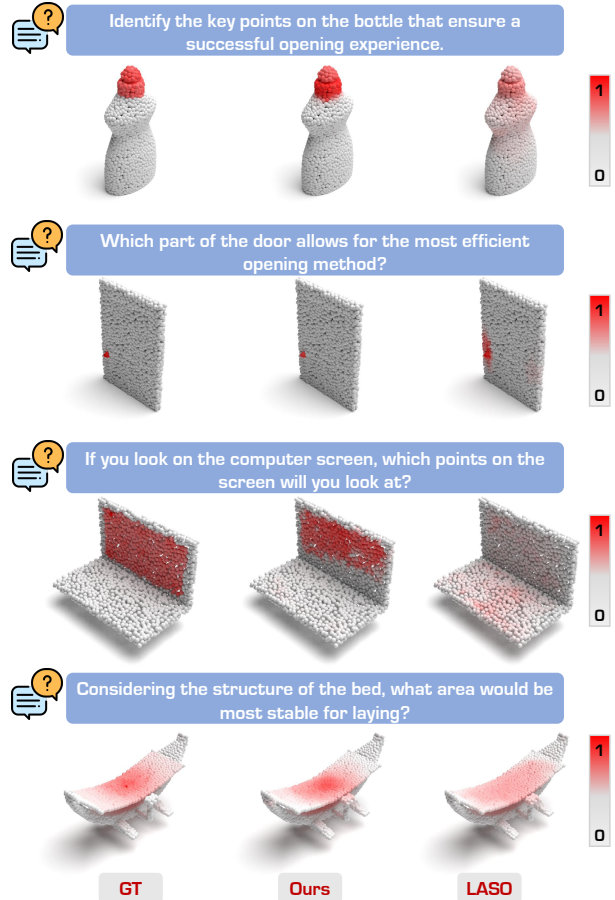 ?
Identify the key points on the bottle that ensure a
successful opening experience.
1
0
?
Which part of the door allows for the most efficient
opening method?
1
0
?
If you look on the computer screen, which points on the
screen will you look at?
1
0
?
Considering the structure of the bed, what area would be
most stable for laying?
1
0
GT
Ours
LASO